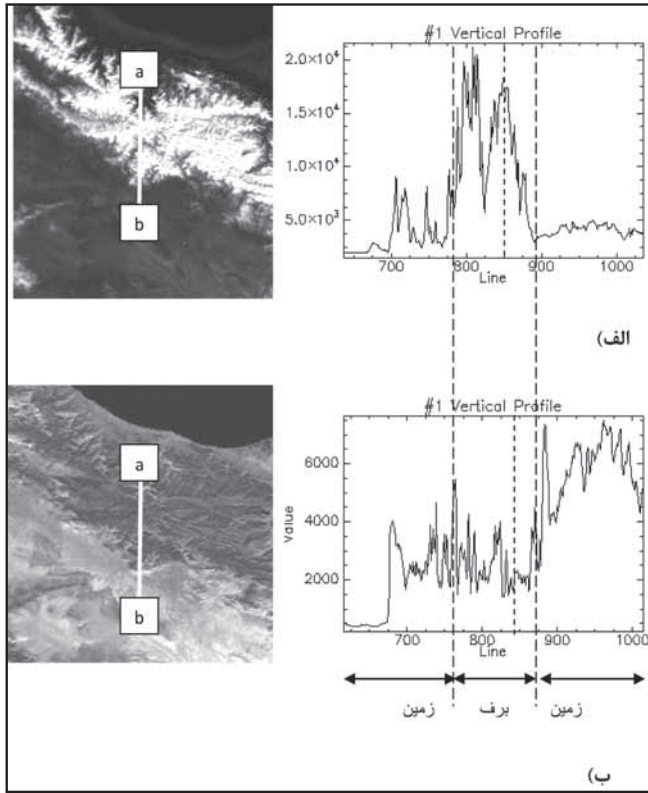 #1 Vertical Profile
a
b
2.0×10⁴
1.5×10⁴
1.0×10⁴
5.0×10³
700 800 900 1000
Line
الف)
#1 Vertical Profile
a
b
Value
6000
4000
2000
700 800 900 1000
Line
زمین برف زمین
ب)